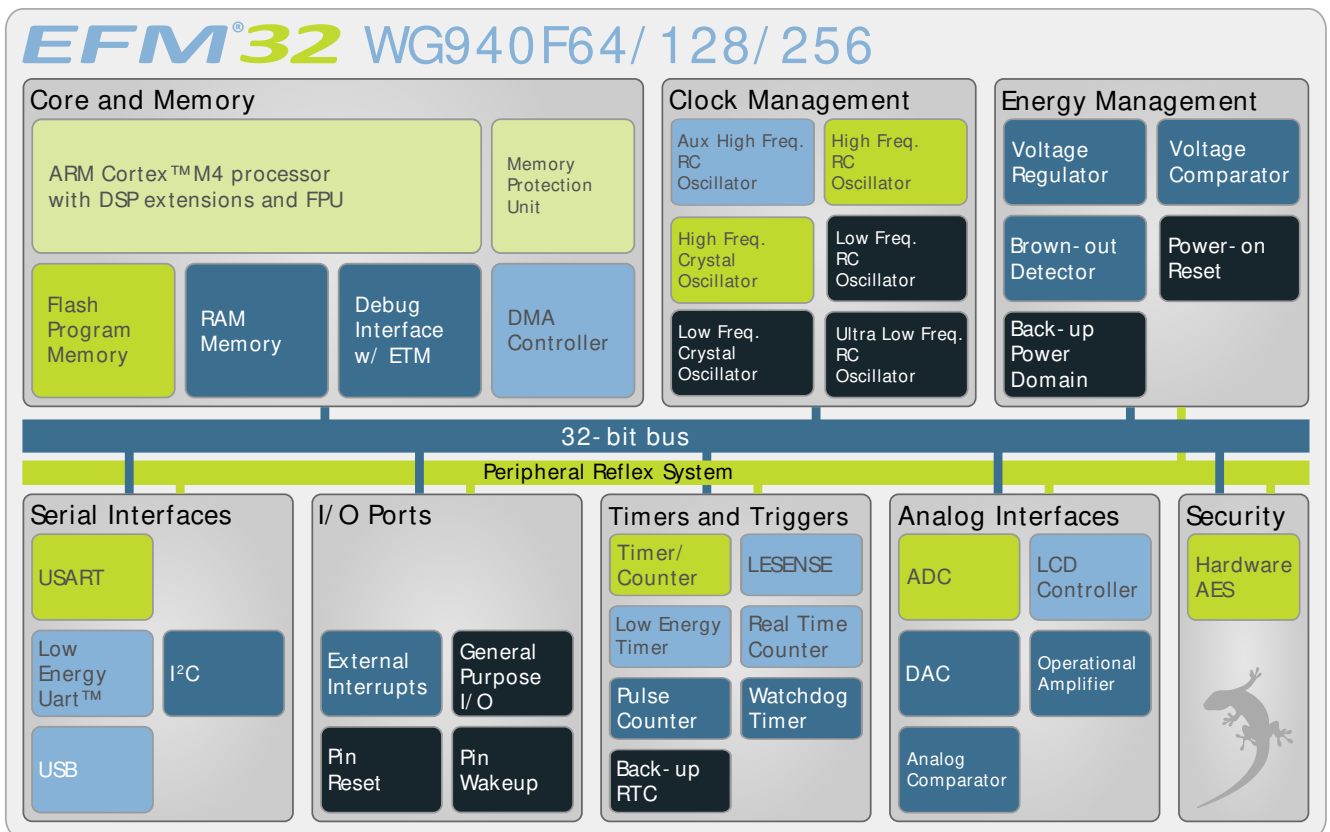 EFM®32 WG940F64/128/256
Core and Memory
ARM Cortex™ M4 processor
with DSP extensions and FPU
Memory
Protection
Unit
Flash
Program
Memory
RAM
Memory
Debug
Interface
w/ ETM
DMA
Controller
Clock Management
Aux High Freq.
RC
Oscillator
High Freq.
RC
Oscillator
High Freq.
Crystal
Oscillator
Low Freq.
RC
Oscillator
Low Freq.
Crystal
Oscillator
Ultra Low Freq.
RC
Oscillator
Energy Management
Voltage
Regulator
Voltage
Comparator
Brown-out
Detector
Power-on
Reset
Back-up
Power
Domain
32-bit bus
Peripheral Reflex System
Serial Interfaces
USART
Low
Energy
Uart™
I²C
USB
I/O Ports
External
Interrupts
General
Purpose
I/O
Pin
Reset
Pin
Wakeup
Timers and Triggers
Timer/
Counter
LESENSE
Low Energy
Timer
Real Time
Counter
Pulse
Counter
Watchdog
Timer
Back-up
RTC
Analog Interfaces
ADC
LCD
Controller
DAC
Operational
Amplifier
Analog
Comparator
Security
Hardware
AES